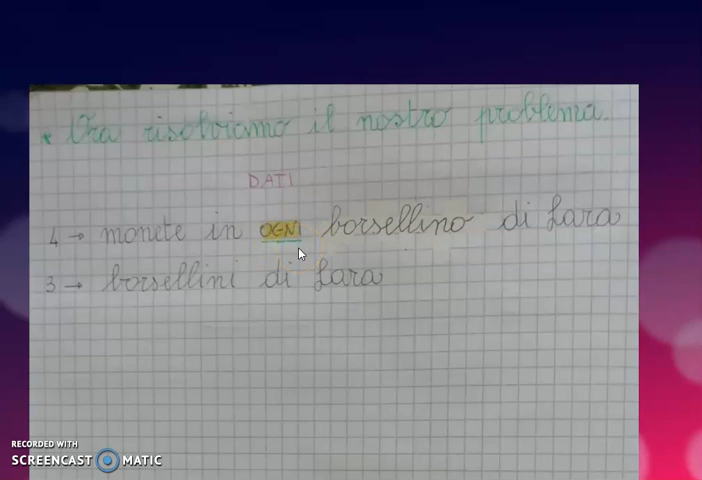 * Ora risolviamo il nostro problema.
DATI
4 → monete in OGNI borsellino di Lara
3 → borsellini di Lara
RECORDED WITH
SCREENCAST MATIC